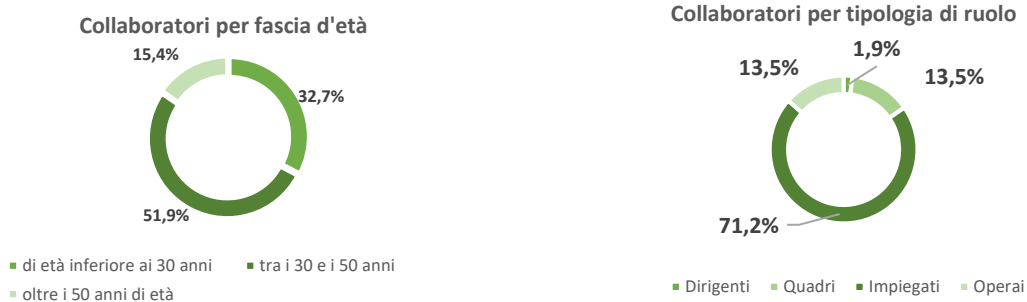 Collaboratori per fascia d'età
15,4%
32,7%
51,9%
di età inferiore ai 30 anni
tra i 30 e i 50 anni
oltre i 50 anni di età
Collaboratori per tipologia di ruolo
1,9%
13,5%
13,5%
71,2%
Dirigenti
Quadri
Impiegati
Operai